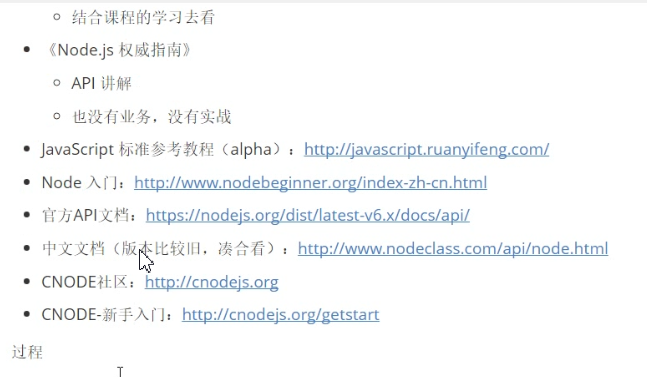 结合课程的学习去看
《Node.js 权威指南》
API 讲解
也没有业务，没有实战
JavaScript 标准参考教程（alpha）：http://javascript.ruanyifeng.com/
Node 入门：http://www.nodebeginner.org/index-zh-cn.html
官方API文档：https://nodejs.org/dist/latest-v6.x/docs/api/
中文文档（版本比较旧，凑合看）：http://www.nodeclass.com/api/node.html
CNODE社区：http://cnodejs.org
CNODE-新手入门：http://cnodejs.org/getstart
过程